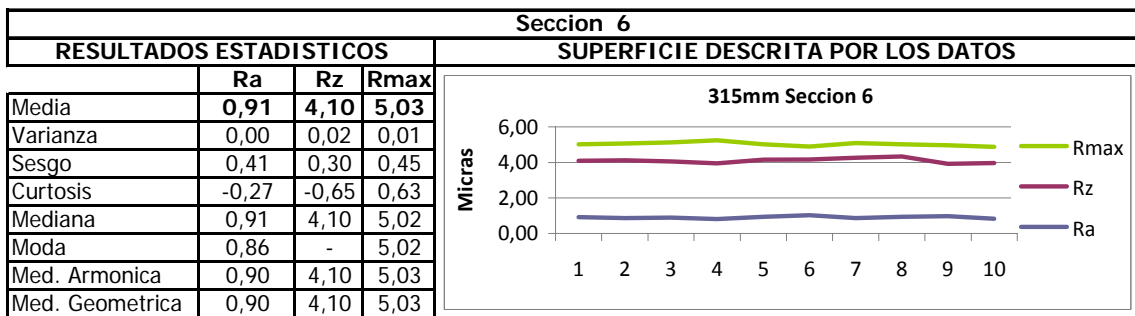 Seccion 6
RESULTADOS ESTADISTICOS
SUPERFICIE DESCRITA POR LOS DATOS
Ra Rz Rmax
Media 0,91 4,10 5,03
Varianza 0,00 0,02 0,01
Sesgo 0,41 0,30 0,45
Curtosis -0,27 -0,65 0,63
Mediana 0,91 4,10 5,02
Moda 0,86 - 5,02
Med. Armonica 0,90 4,10 5,03
Med. Geometrica 0,90 4,10 5,03
315mm Seccion 6
Micras
6,00
4,00
2,00
0,00
1 2 3 4 5 6 7 8 9 10
Rmax
Rz
Ra